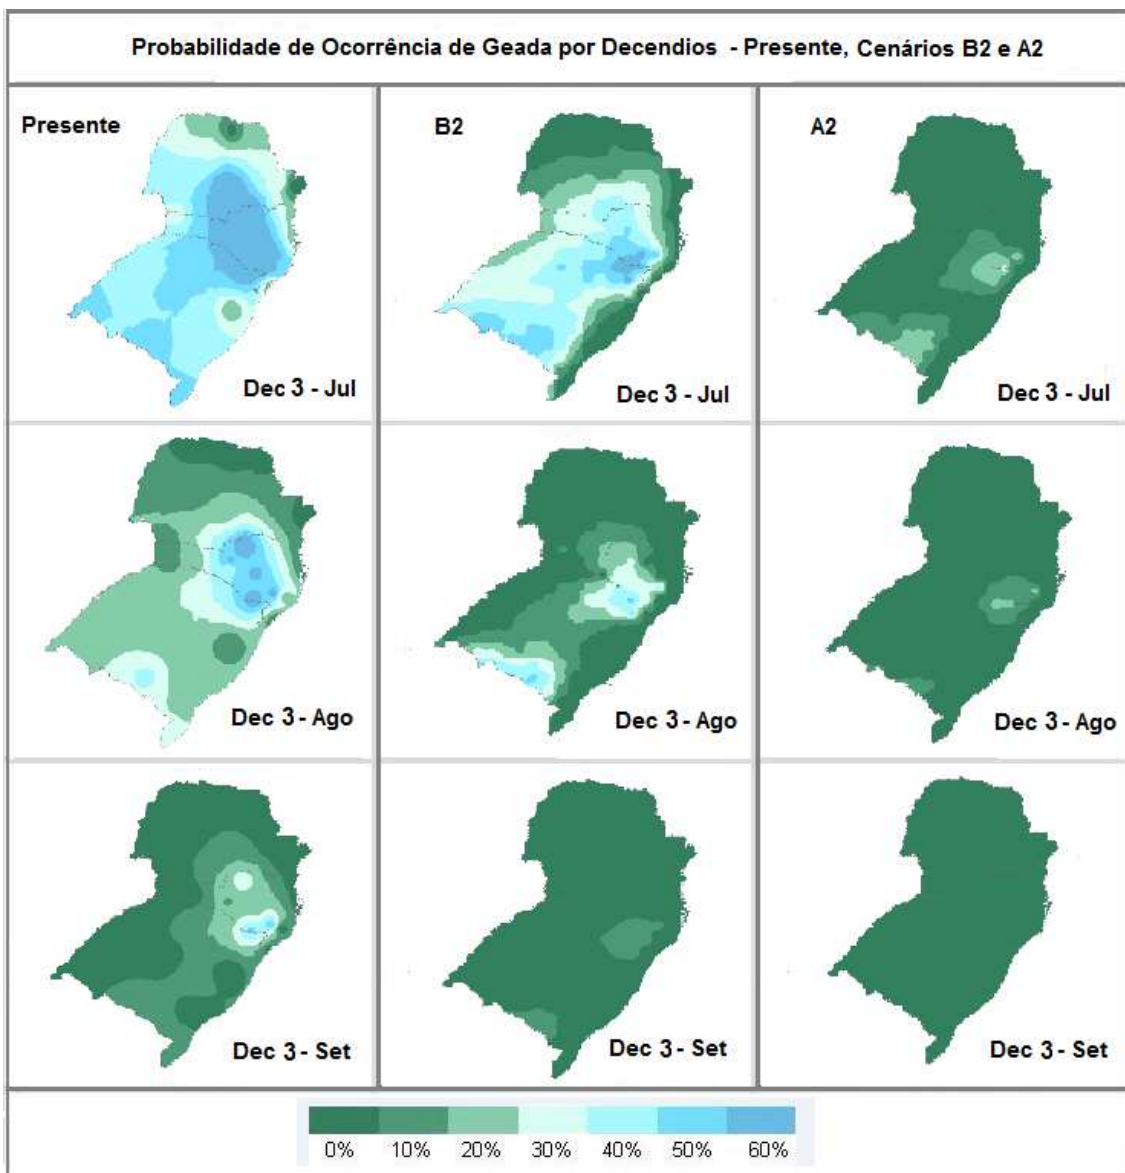 Probabilidade de Ocorrência de Geada por Decendios - Presente, Cenários B2 e A2
Presente
B2
A2
Dec 3 - Jul
Dec 3 - Jul
Dec 3 - Jul
Dec 3 - Ago
Dec 3 - Ago
Dec 3 - Ago
Dec 3 - Set
Dec 3 - Set
Dec 3 - Set
0% 10% 20% 30% 40% 50% 60%